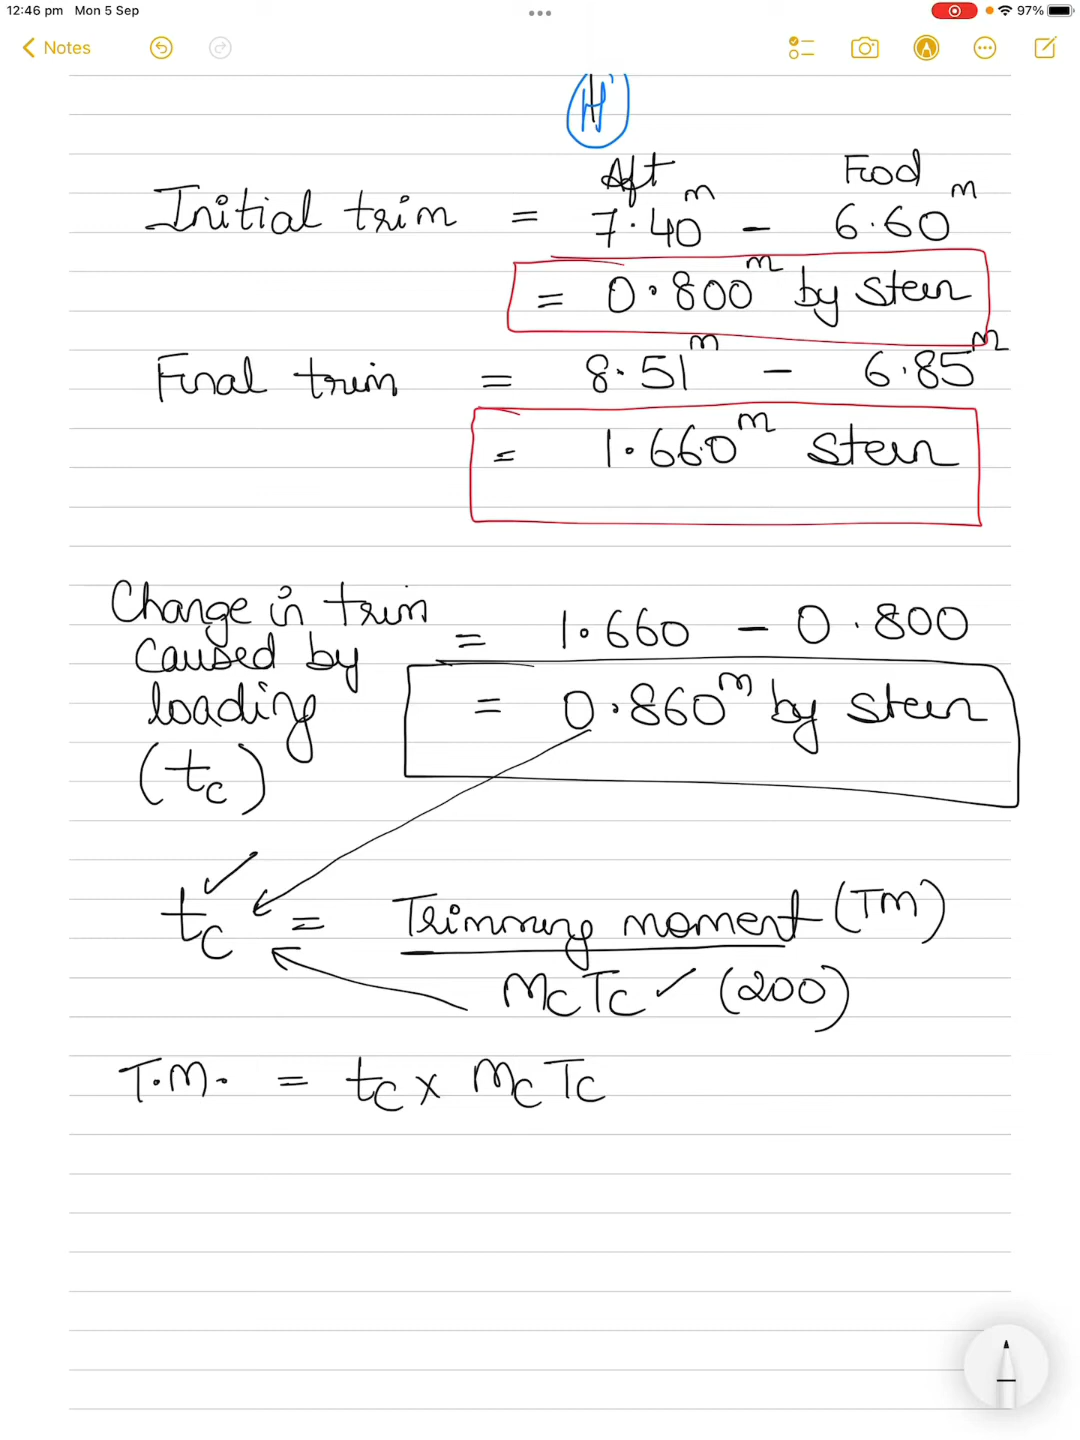 12:46 pm Mon 5 Sep
97%
Notes
H'
Aft Fwd
Initial trim = 7.40m - 6.60m
= 0.800m by stern
Final trim = 8.51m - 6.85m
= 1.660m stern
Change in trim
caused by = 1.660 - 0.800
loading = 0.860m by stern
(tc)
tc = Trimming moment (TM)
MCTC ✓ (200)
T.M. = tc x MCTC